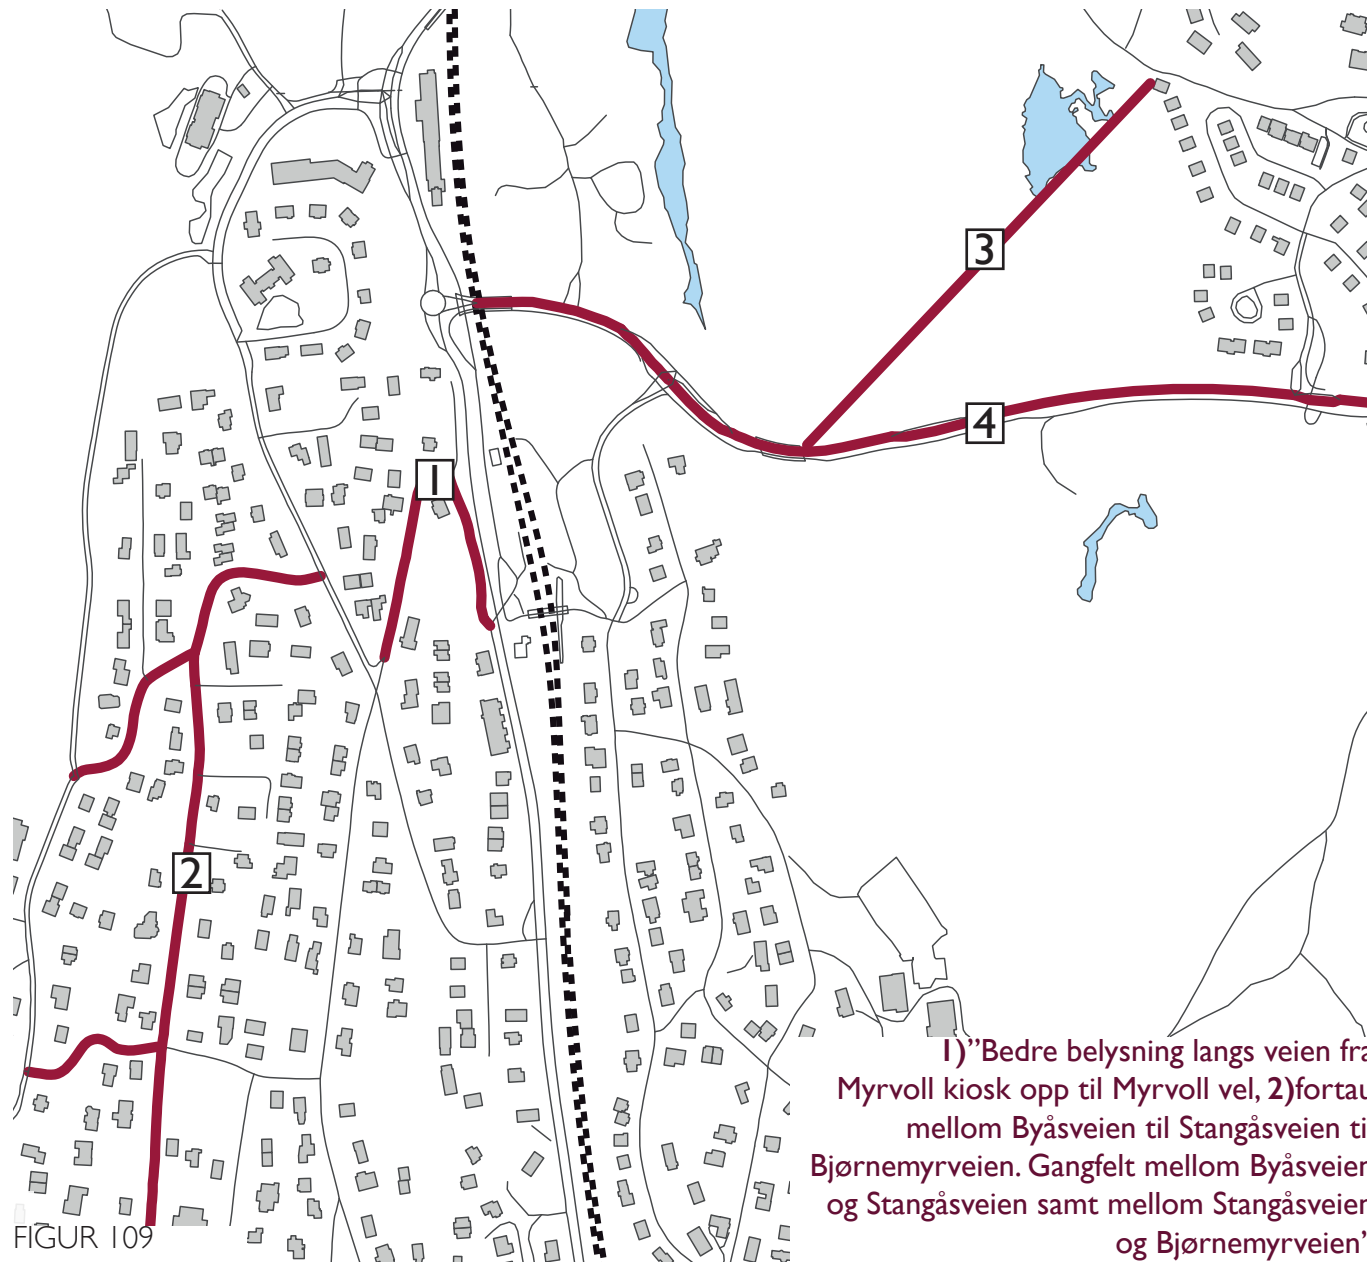 3
4
1
2
1)”Bedre belysning langs veien fra
Myrvoll kiosk opp til Myrvoll vel, 2)fortau
mellom Byåsveien til Stangåsveien ti
Bjørnemyrveien. Gangfelt mellom Byåsveien
og Stangåsveien samt mellom Stangåsveien
og Bjørnemyrveien”
FIGUR 109